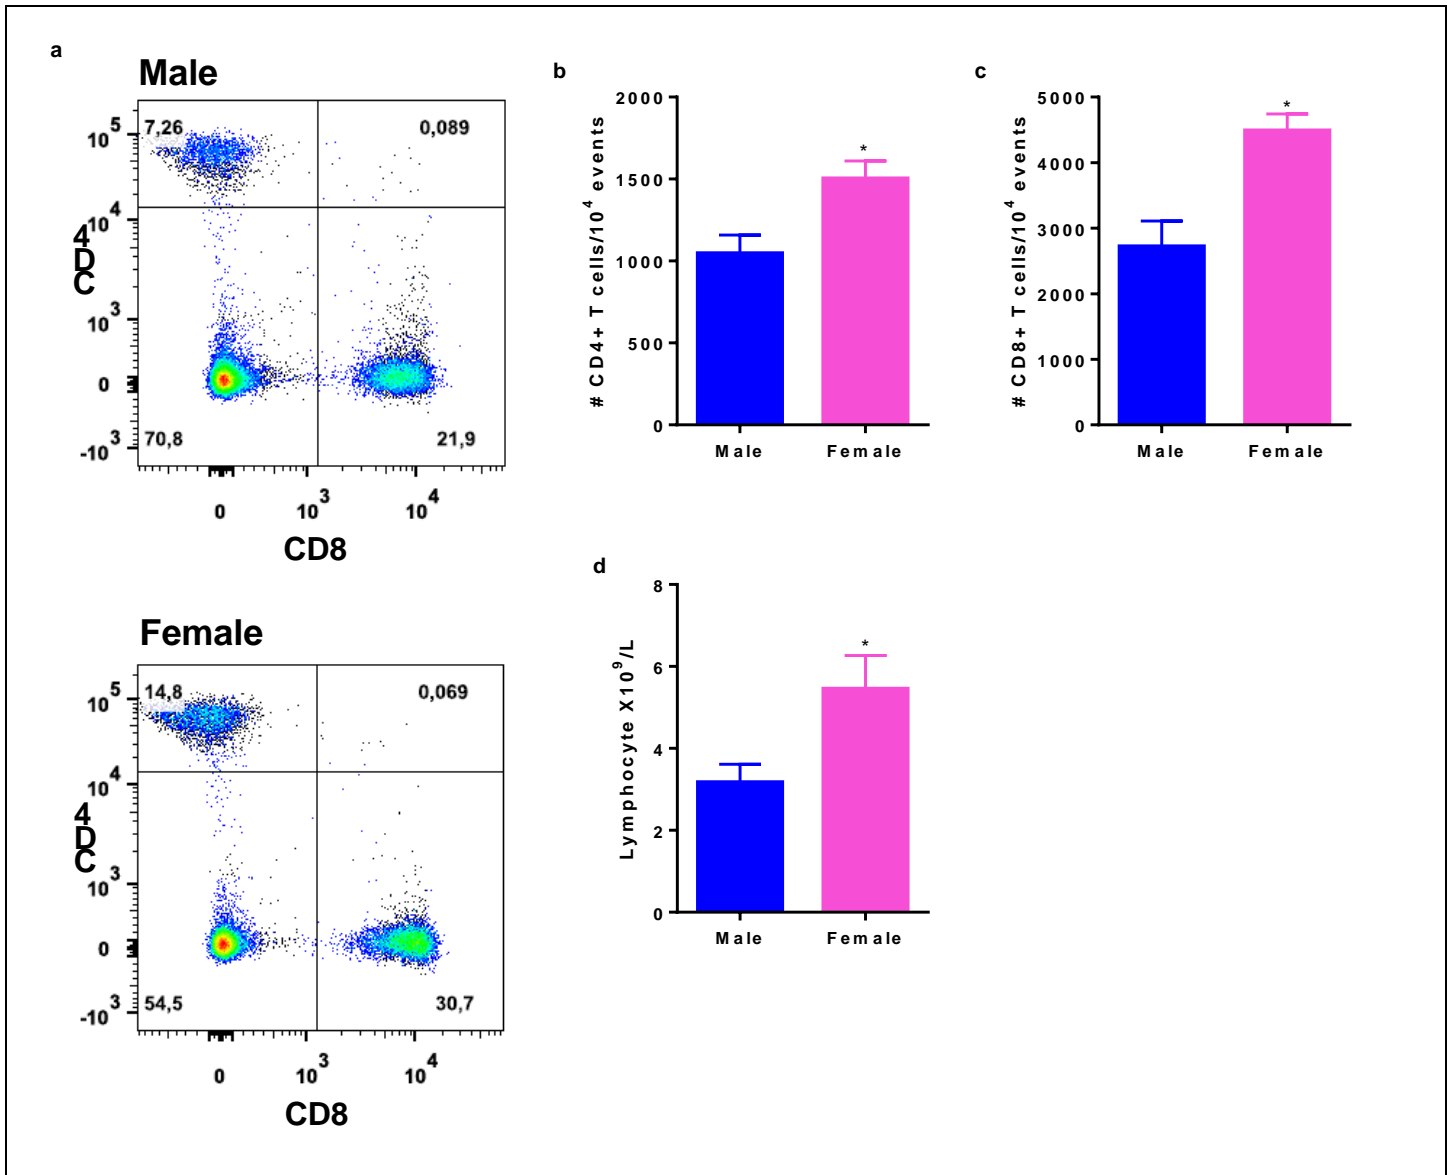 a
Male
10^5
7,26
0,089
10^4
4DC
10^3
0
70,8
21,9
-10^3
0
10^3
10^4
CD8
Female
10^5
14,8
0,069
10^4
4DC
10^3
0
54,5
30,7
-10^3
0
10^3
10^4
CD8
b
# CD4+ T cells/10^4 events
2000
*
1500
1000
500
0
Male Female
c
# CD8+ T cells/10^4 events
5000
*
4000
3000
2000
1000
0
Male Female
d
Lymphocyte X10^9/L
8
*
6
4
2
0
Male Female